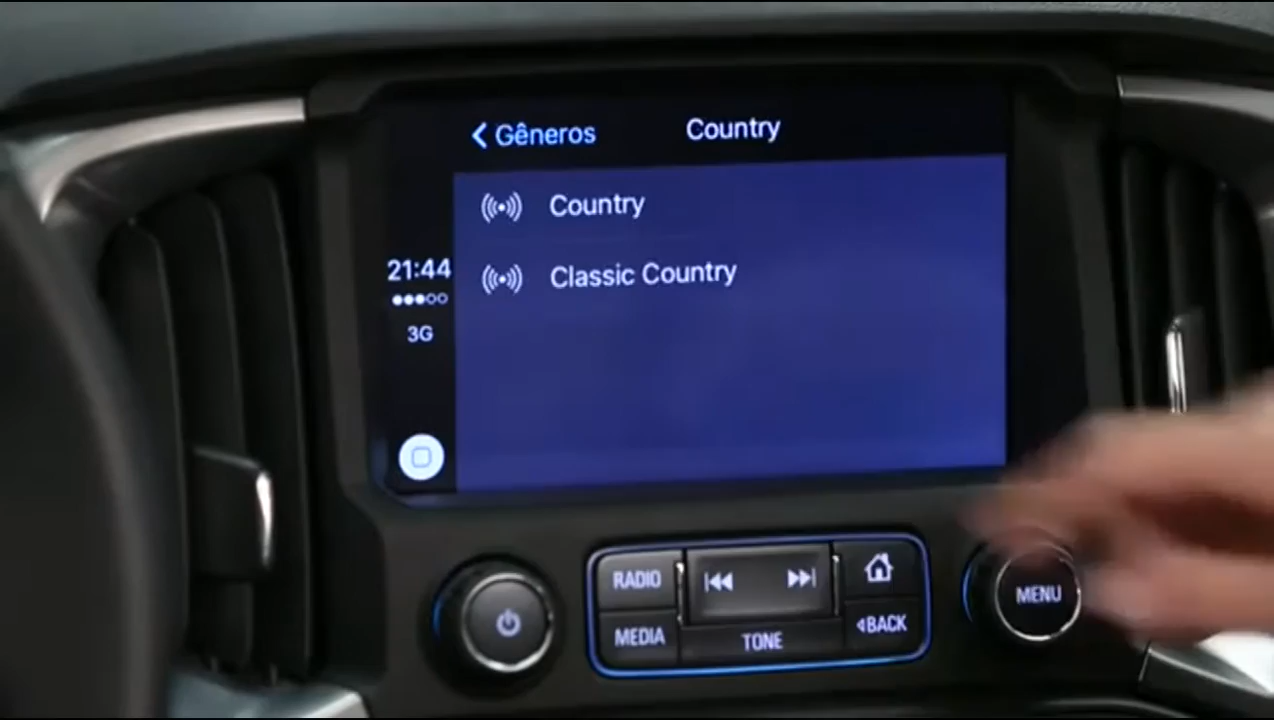 Gêneros
Country
Country
Classic Country
21:44
3G
RADIO
MEDIA
TONE
BACK
MENU